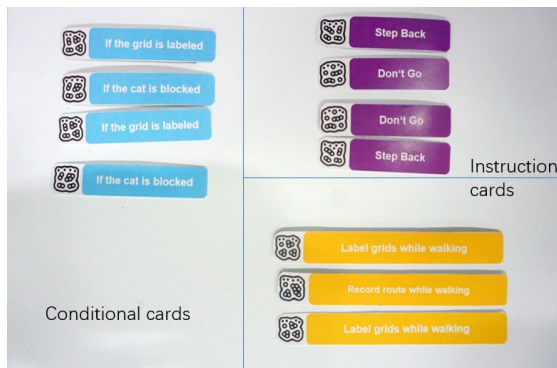 If the grid is labeled
If the cat is blocked
If the grid is labeled
If the cat is blocked
Conditional cards
Step Back
Don't Go
Don't Go
Step Back
Instruction
cards
Label grids while walking
Record route while walking
Label grids while walking